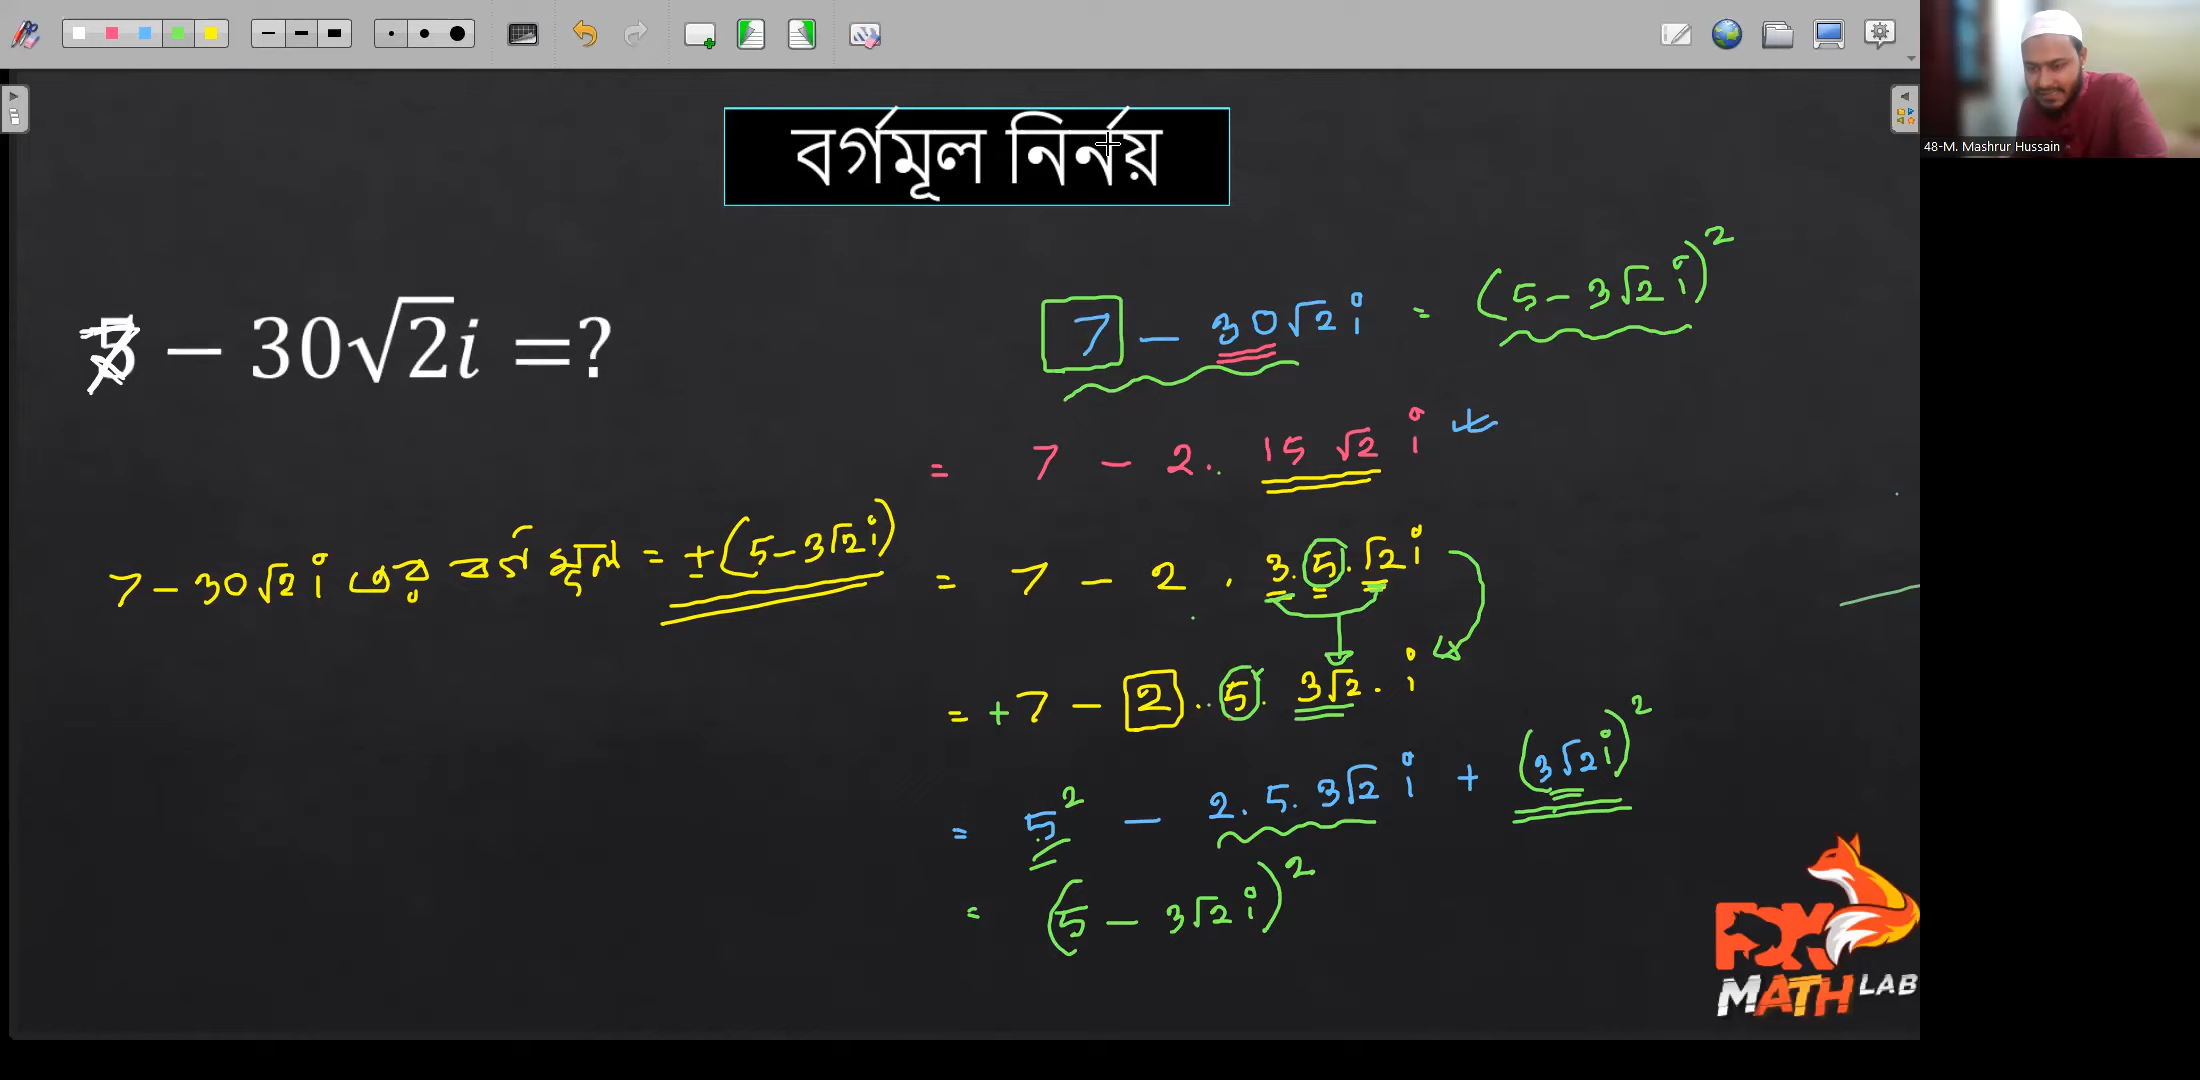 48-M. Mashrur Hussain
বর্গমূল নির্নয়
7 − 30√2i =?
7 − 30√2 i = (5 − 3√2 i)²
= 7 − 2 . 15 √2 i
= 7 − 2 . 3 . 5 . √2 i
= +7 − 2 . 5 . 3√2 . i
= 5² − 2 . 5 . 3√2 i + (3√2 i)²
= (5 − 3√2 i)²
7 − 30√2 i এর বর্গমূল = ± (5 − 3√2 i)
FOX
MATH LAB